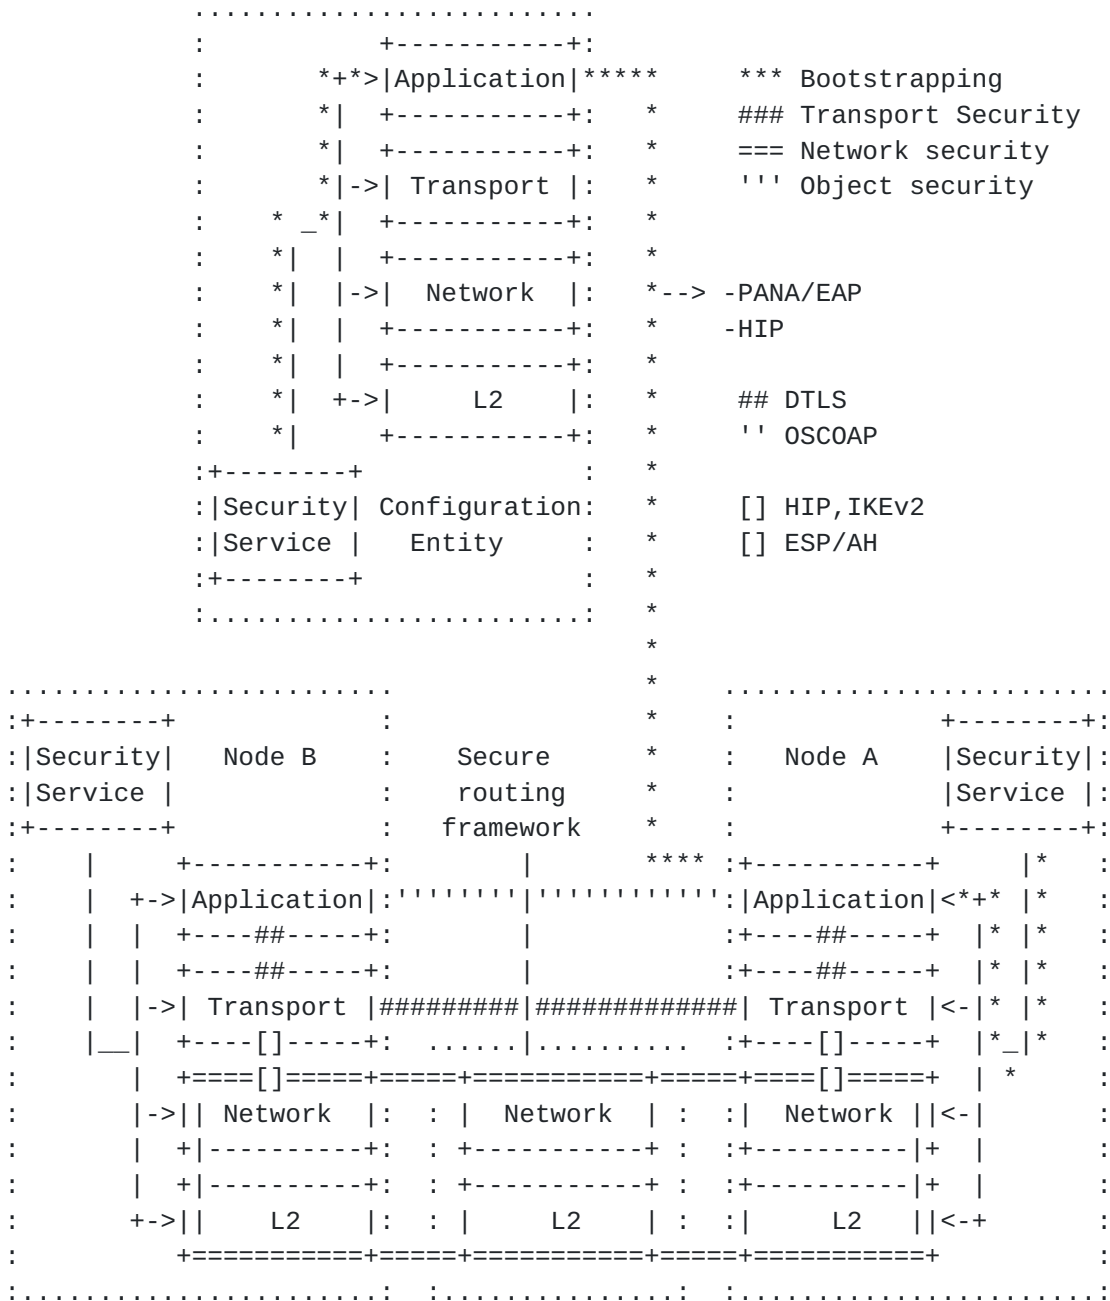 ...........................
:           +-----------+:
:       *+*>|Application|*****     *** Bootstrapping
:       *|  +-----------+:   *     ### Transport Security
:       *|  +-----------+:   *     === Network security
:       *|->| Transport |:   *     ''' Object security
:    * _*|  +-----------+:   *
:    *|  |  +-----------+:   *
:    *|  |->|  Network  |:   *--> -PANA/EAP
:    *|  |  +-----------+:   *    -HIP
:    *|  |  +-----------+:   *
:    *|  +->|     L2    |:   *     ## DTLS
:    *|     +-----------+:   *     '' OSCOAP
:+--------+              :   *
:|Security| Configuration:   *     [] HIP,IKEv2
:|Service |   Entity     :   *     [] ESP/AH
:+--------+              :   *
:........................:   *
*
.........................                *    .........................
:+--------+             :                *    :             +--------+:
:|Security|   Node B    :    Secure      *    :   Node A    |Security|:
:|Service |             :    routing     *    :             |Service |:
:+--------+             :   framework    *    :             +--------+:
:    |     +-----------+:        |       **** :+-----------+     |*   :
:    |  +->|Application|:''''''''|'''''''''''':|Application|<*+* |*   :
:    |  |  +----##-----+:        |            :+----##-----+  |* |*   :
:    |  |  +----##-----+:        |            :+----##-----+  |* |*   :
:    |  |->| Transport |#########|#############| Transport |<-|* |*   :
:    |__|  +----[]-----+:  ......|..........  :+----[]-----+  |*_|*   :
:       |  +====[]=====+=====+===========+=====+====[]=====+  | *     :
:       |->|| Network  |:  : |  Network  | :  :|  Network ||<-|       :
:       |  +|----------+:  : +-----------+ :  :+----------|+  |       :
:       |  +|----------+:  : +-----------+ :  :+----------|+  |       :
:       +->||    L2    |:  : |     L2    | :  :|     L2   ||<-+       :
:          +===========+=====+===========+=====+===========+          :
:.......................:  :...............:  :.......................: